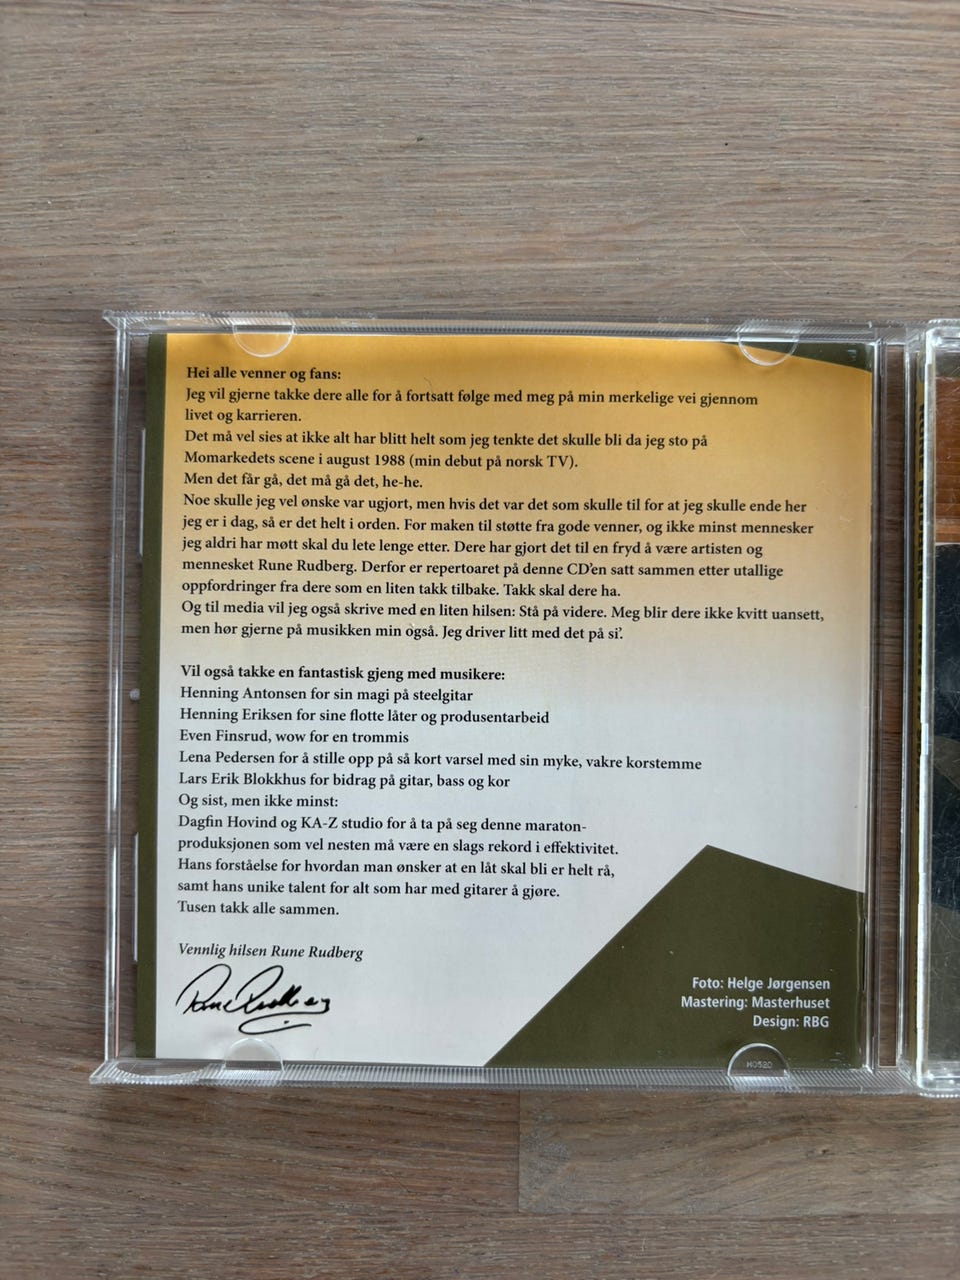 Hei alle venner og fans:
Jeg vil gjerne takke dere alle for å fortsatt følge med meg på min merkelige vei gjennom
livet og karrieren.
Det må vel sies at ikke alt har blitt helt som jeg tenkte det skulle bli da jeg sto på
Momarkedets scene i august 1988 (min debut på norsk TV).
Men det får gå, det må gå det, he-he.
Noe skulle jeg vel ønske var ugjort, men hvis det var det som skulle til for at jeg skulle ende her
jeg er i dag, så er det helt i orden. For maken til støtte fra gode venner, og ikke minst mennesker
jeg aldri har møtt skal du lete lenge etter. Dere har gjort det til en fryd å være artisten og
mennesket Rune Rudberg. Derfor er repertoaret på denne CD'en satt sammen etter utallige
oppfordringer fra dere som en liten takk tilbake. Takk skal dere ha.
Og til media vil jeg også skrive med en liten hilsen: Stå på videre. Meg blir dere ikke kvitt uansett,
men hør gjerne på musikken min også. Jeg driver litt med det på si'.
Vil også takke en fantastisk gjeng med musikere:
Henning Antonsen for sin magi på steelgitar
Henning Eriksen for sine flotte låter og produsentarbeid
Even Finsrud, wow for en trommis
Lena Pedersen for å stille opp på så kort varsel med sin myke, vakre korstemme
Lars Erik Blokkhus for bidrag på gitar, bass og kor
Og sist, men ikke minst:
Dagfin Hovind og KA-Z studio for å ta på seg denne maraton-
produksjonen som vel nesten må være en slags rekord i effektivitet.
Hans forståelse for hvordan man ønsker at en låt skal bli er helt rå,
samt hans unike talent for alt som har med gitarer å gjøre.
Tusen takk alle sammen.
Vennlig hilsen Rune Rudberg
Rune Rudberg
Foto: Helge Jørgensen
Mastering: Masterhuset
Design: RBG
H0520
RUNE RUDBERG